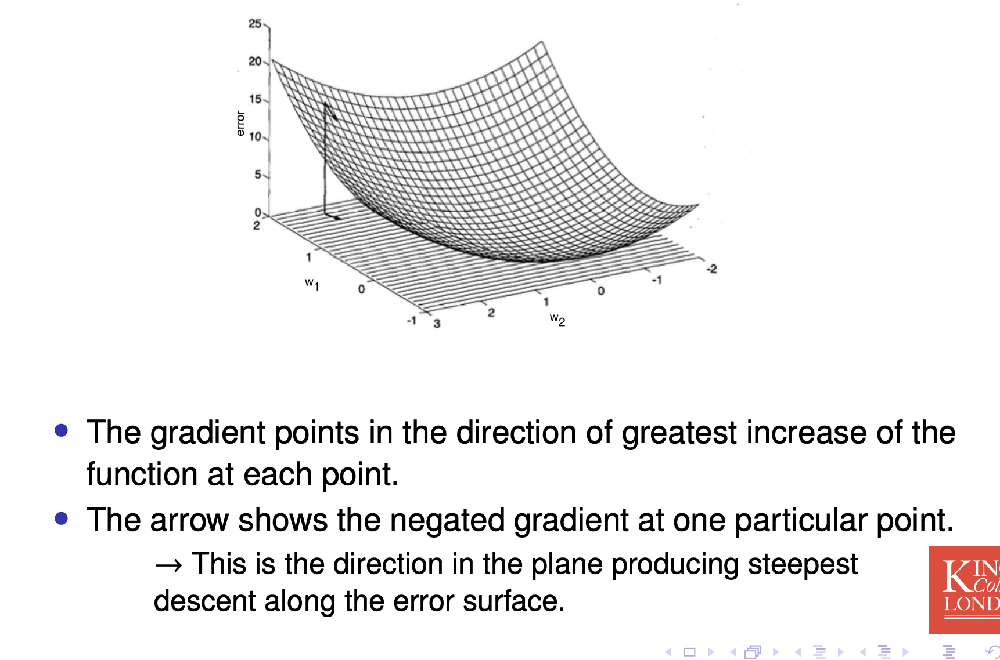 25
20
15
10
5
0
error
2
1
0
-1
w1
3
2
1
0
-1
-2
w2
• The gradient points in the direction of greatest increase of the
function at each point.
• The arrow shows the negated gradient at one particular point.
→ This is the direction in the plane producing steepest
descent along the error surface.
KIN
Col
LOND